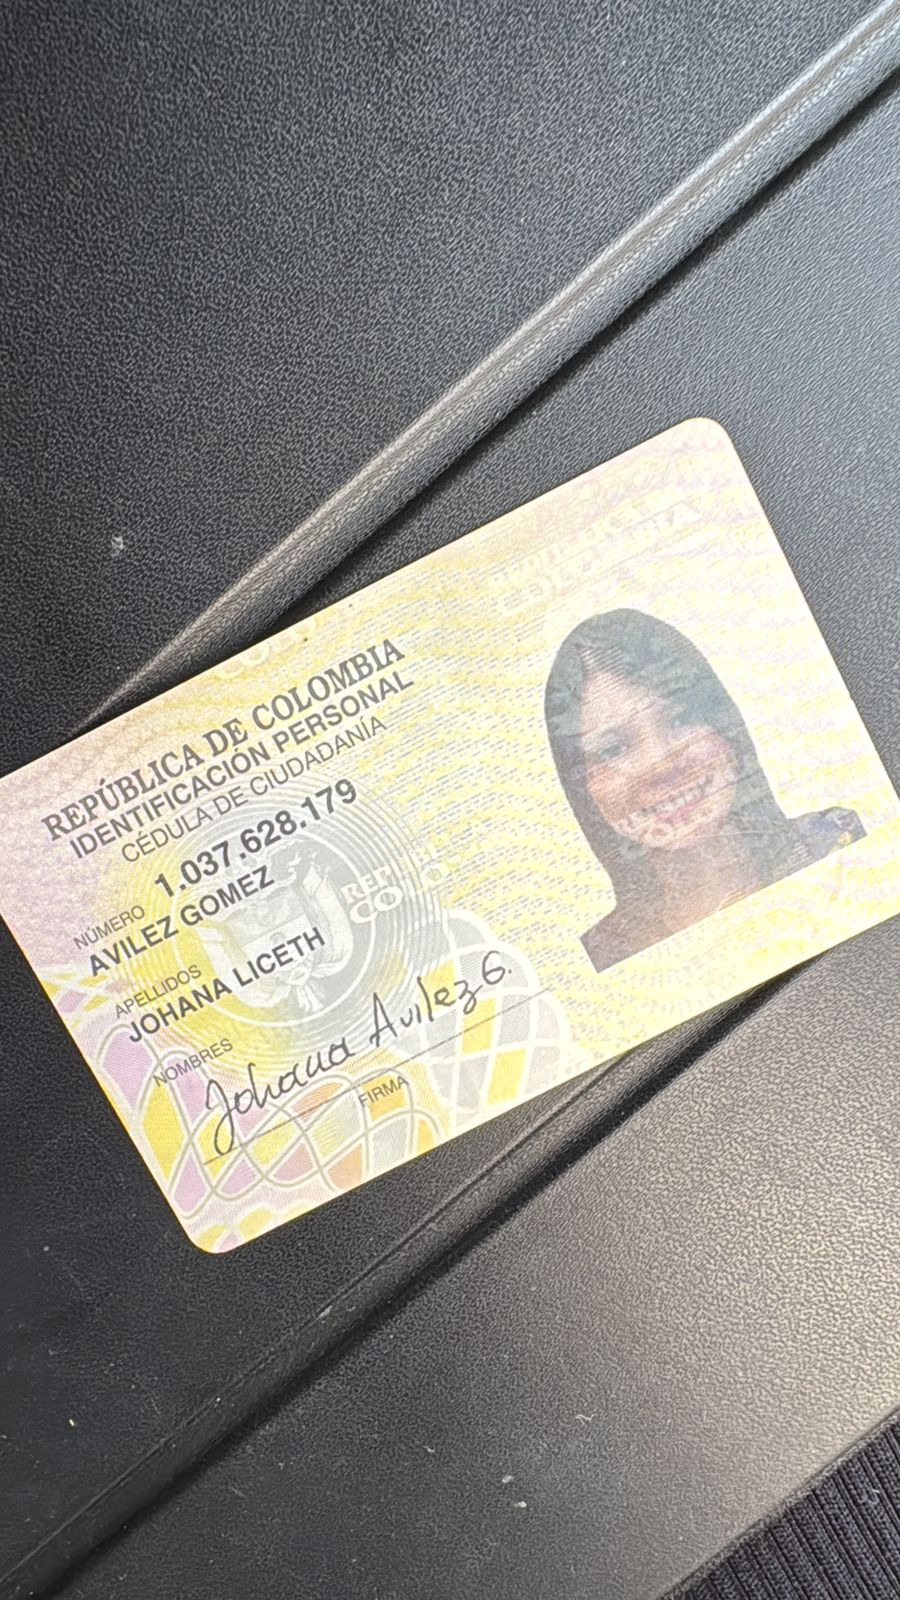 REPÚBLICA DE COLOMBIA
IDENTIFICACIÓN PERSONAL
CÉDULA DE CIUDADANÍA
NÚMERO 1.037.628.179
AVILEZ GOMEZ
APELLIDOS
JOHANA LICETH
NOMBRES
Johana Avilez G.
FIRMA
COLOMBIA